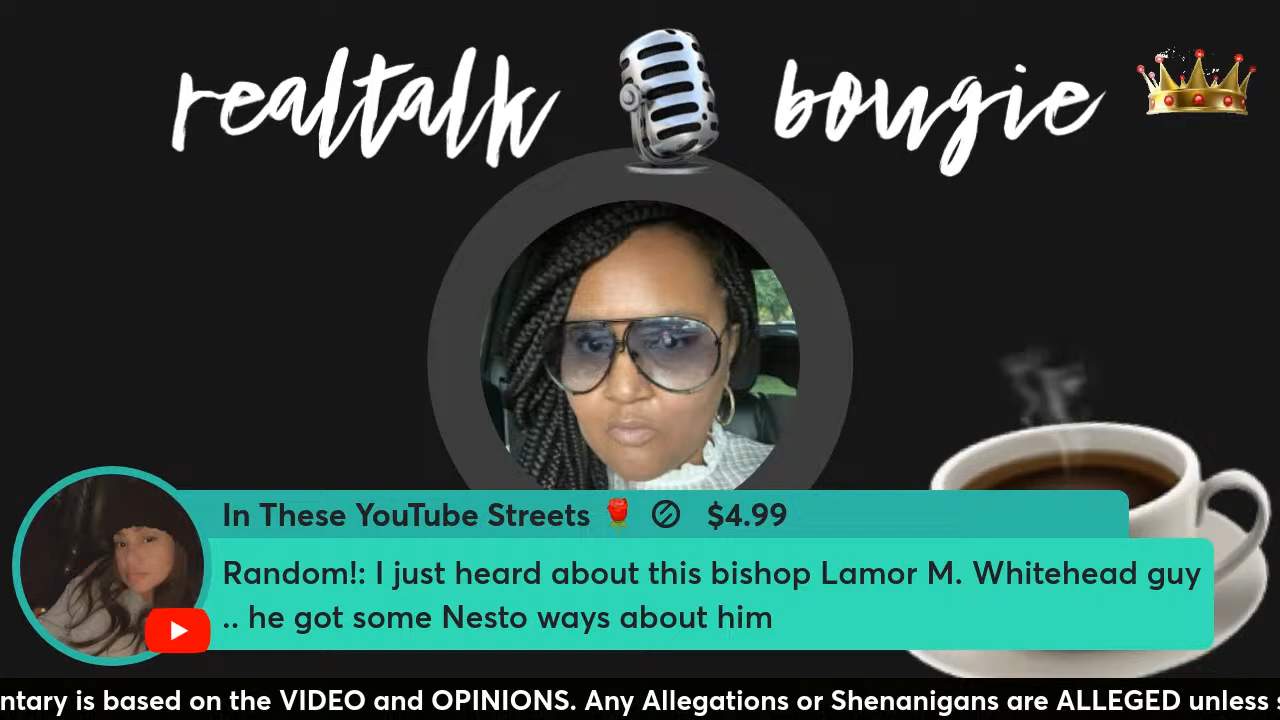 realtalk bougie
In These YouTube Streets 🌹 $4.99
Random!: I just heard about this bishop Lamor M. Whitehead guy
.. he got some Nesto ways about him
ntary is based on the VIDEO and OPINIONS. Any Allegations or Shenanigans are ALLEGED unless